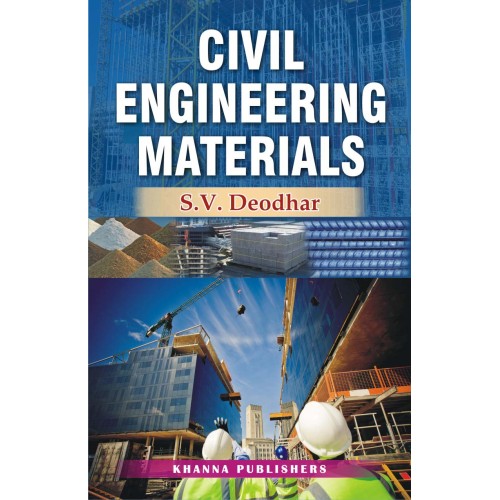 CIVIL
ENGINEERING
MATERIALS
S.V. Deodhar
KHANNA PUBLISHERS